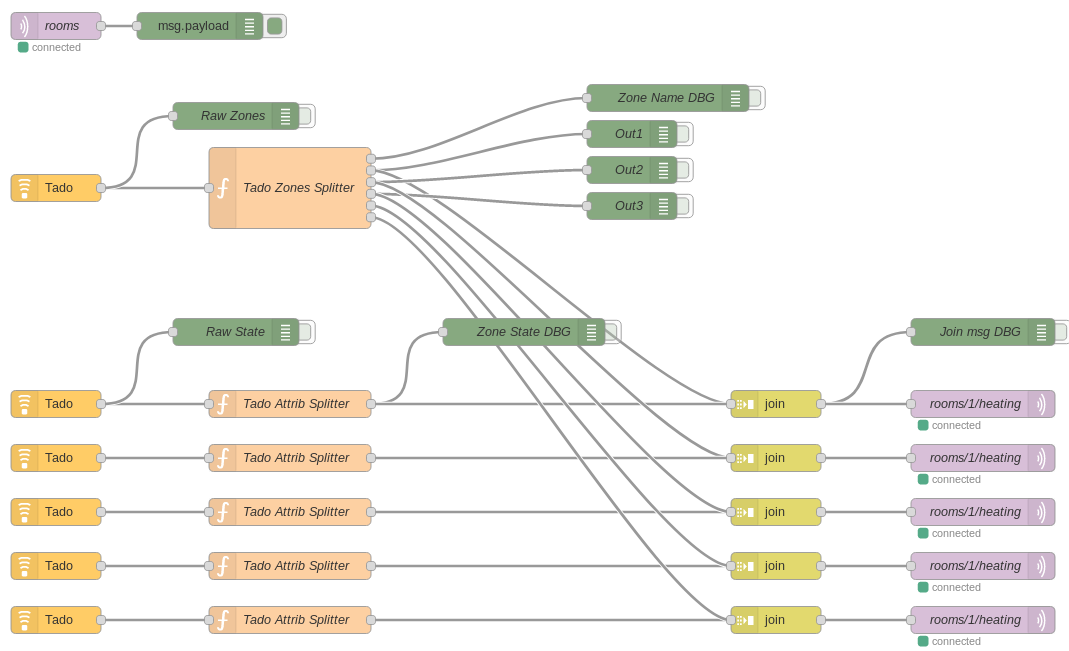 rooms
msg.payload
connected
Zone Name DBG
Raw Zones
Out1
Out2
Tado
Tado Zones Splitter
Out3
Raw State
Zone State DBG
Join msg DBG
Tado
Tado Attrib Splitter
join
rooms/1/heating
connected
Tado
Tado Attrib Splitter
join
rooms/1/heating
connected
Tado
Tado Attrib Splitter
join
rooms/1/heating
connected
Tado
Tado Attrib Splitter
join
rooms/1/heating
connected
Tado
Tado Attrib Splitter
join
rooms/1/heating
connected